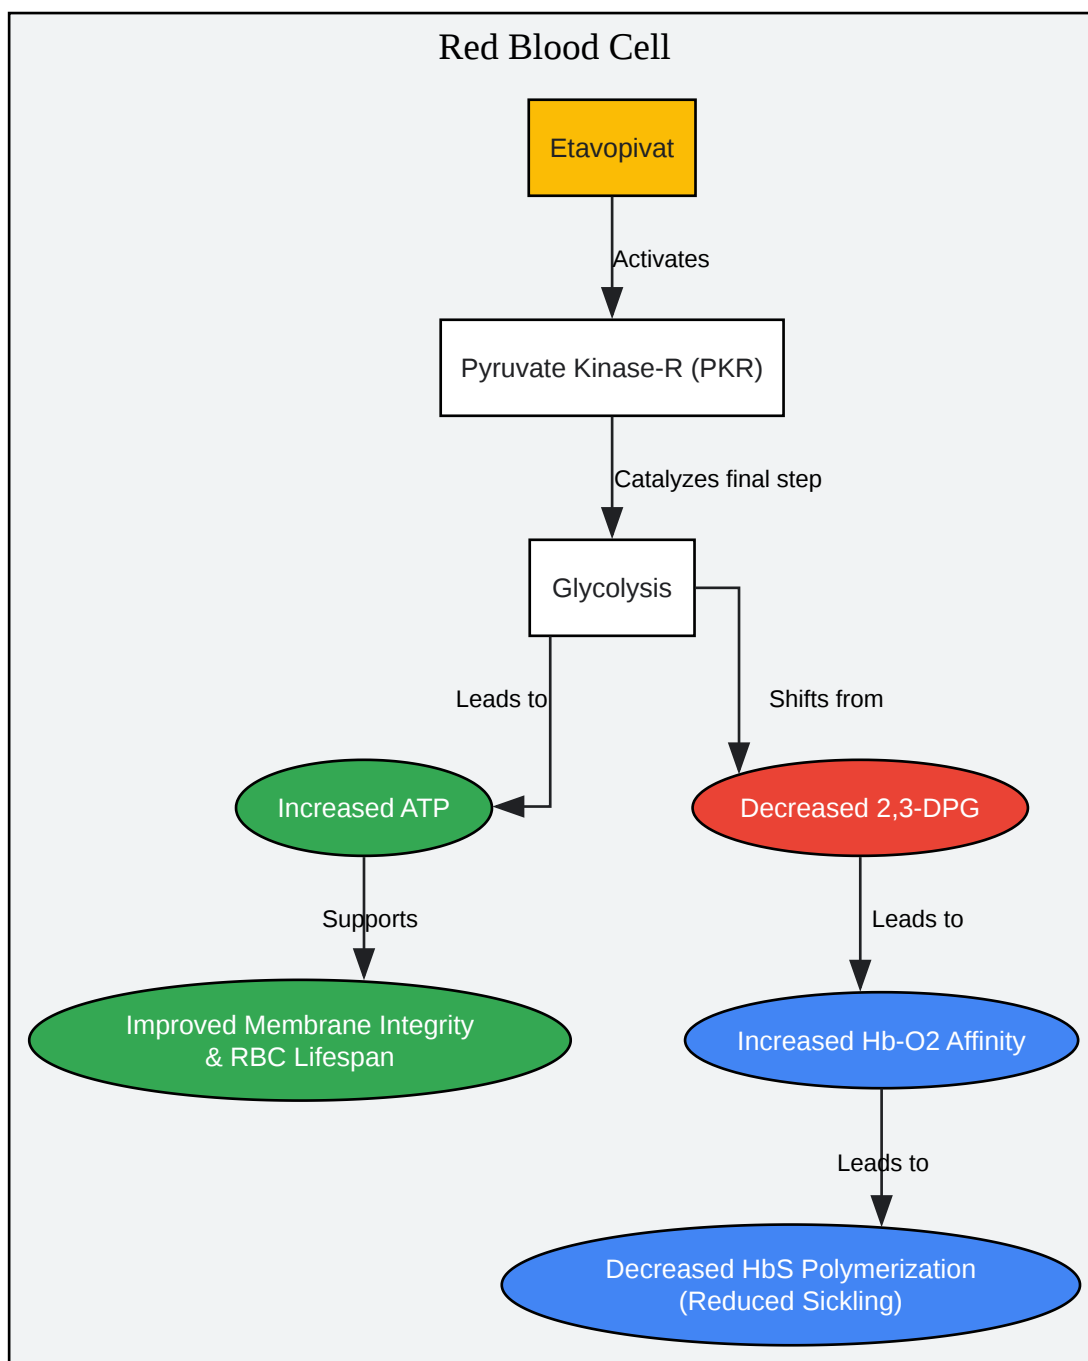 Red Blood Cell
Etavopivat
Activates
Pyruvate Kinase-R (PKR)
Catalyzes final step
Glycolysis
Leads to
Shifts from
Increased ATP
Decreased 2,3-DPG
Supports
Leads to
Improved Membrane Integrity
& RBC Lifespan
Increased Hb-O2 Affinity
Leads to
Decreased HbS Polymerization
(Reduced Sickling)